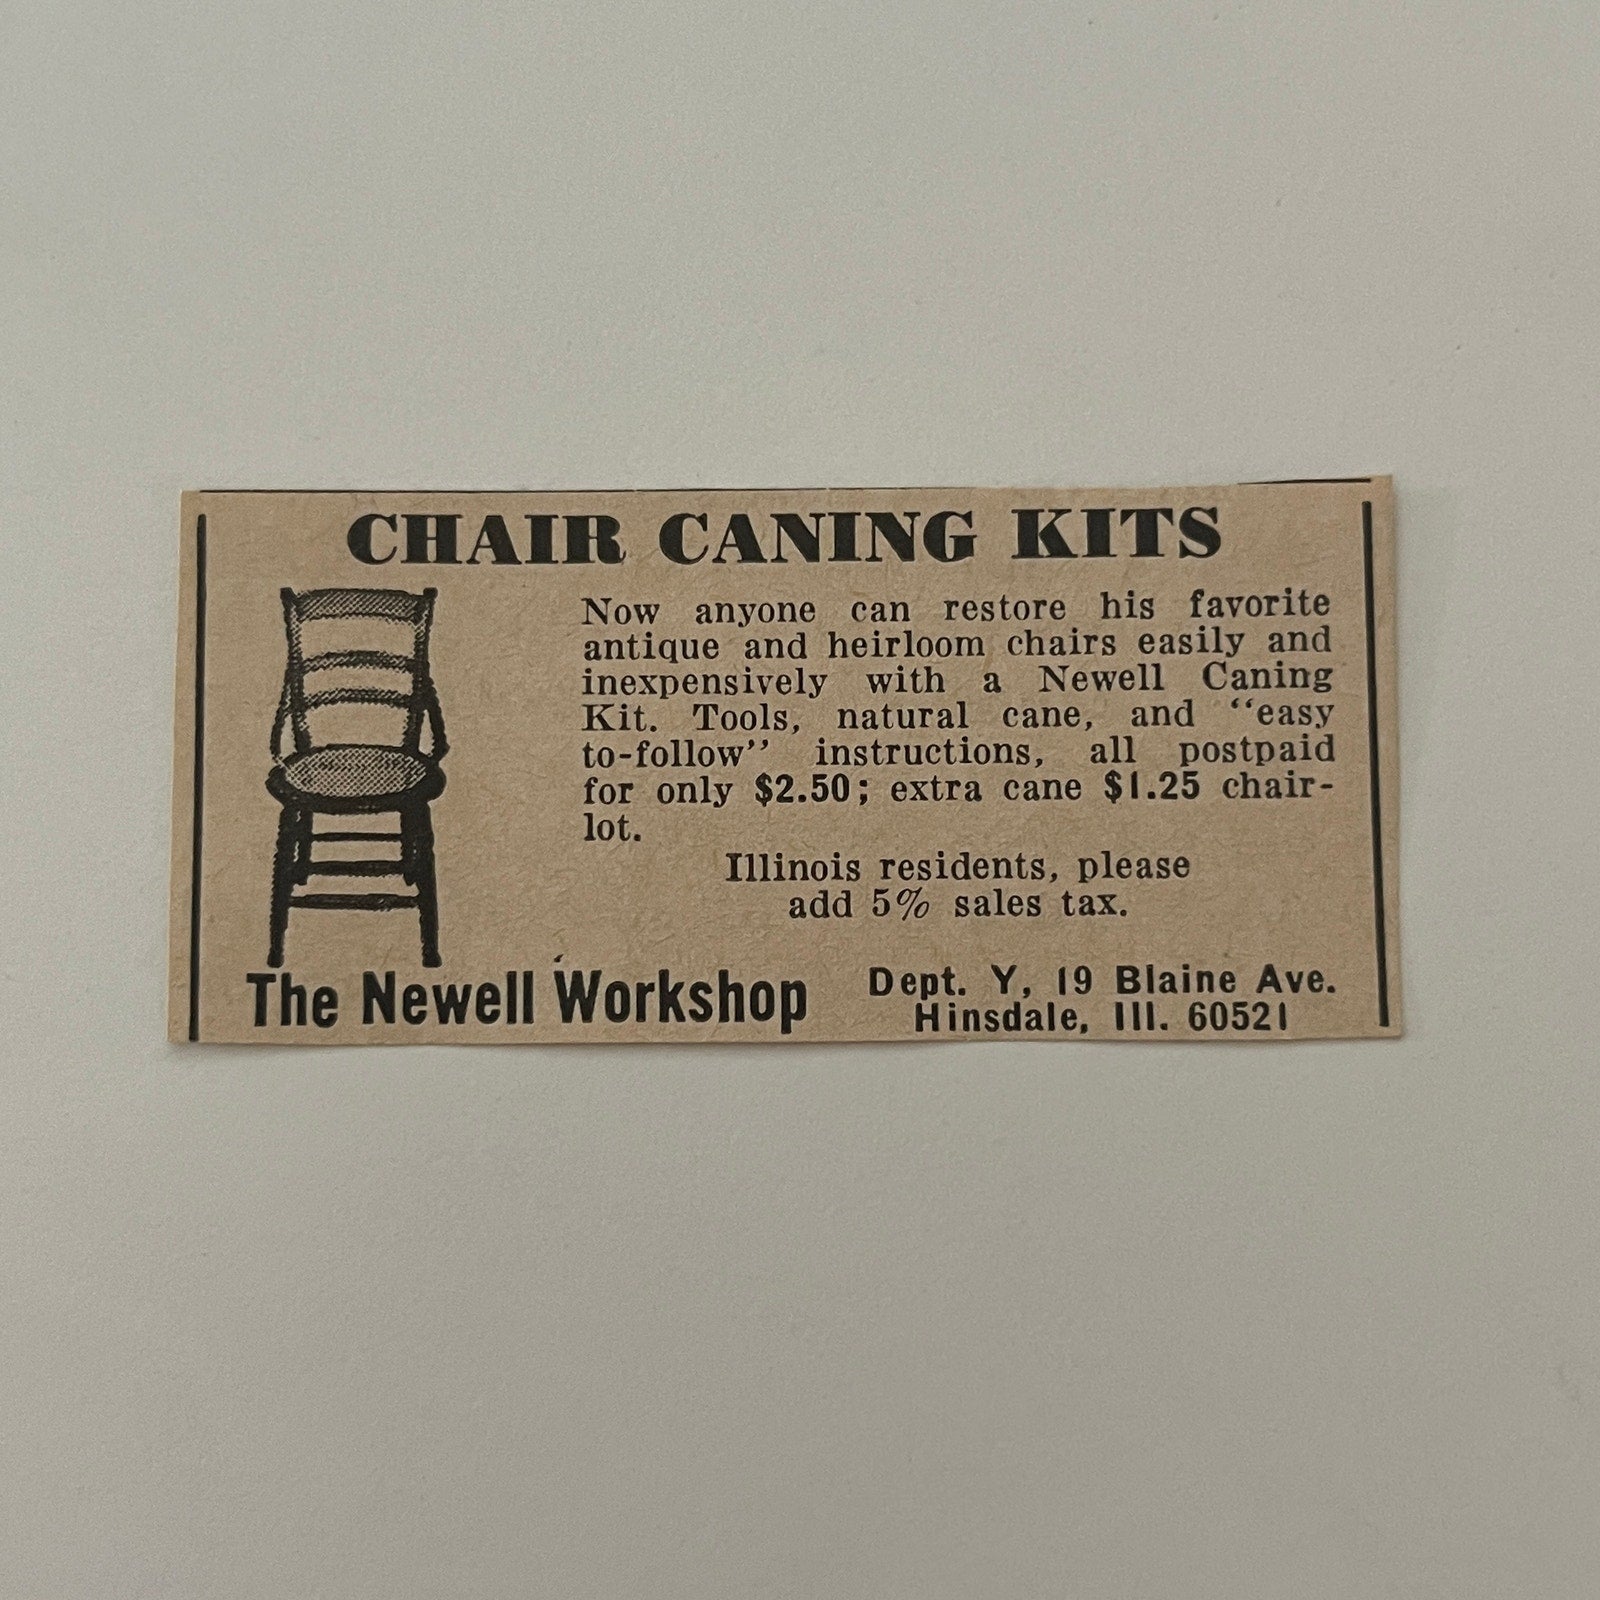 CHAIR CANING KITS
Now anyone can restore his favorite
antique and heirloom chairs easily and
inexpensively with a Newell Caning
Kit. Tools, natural cane, and “easy
to-follow” instructions, all postpaid
for only $2.50; extra cane $1.25 chair-
lot.
Illinois residents, please
add 5% sales tax.
The Newell Workshop
Dept. Y, 19 Blaine Ave.
Hinsdale, Ill. 60521